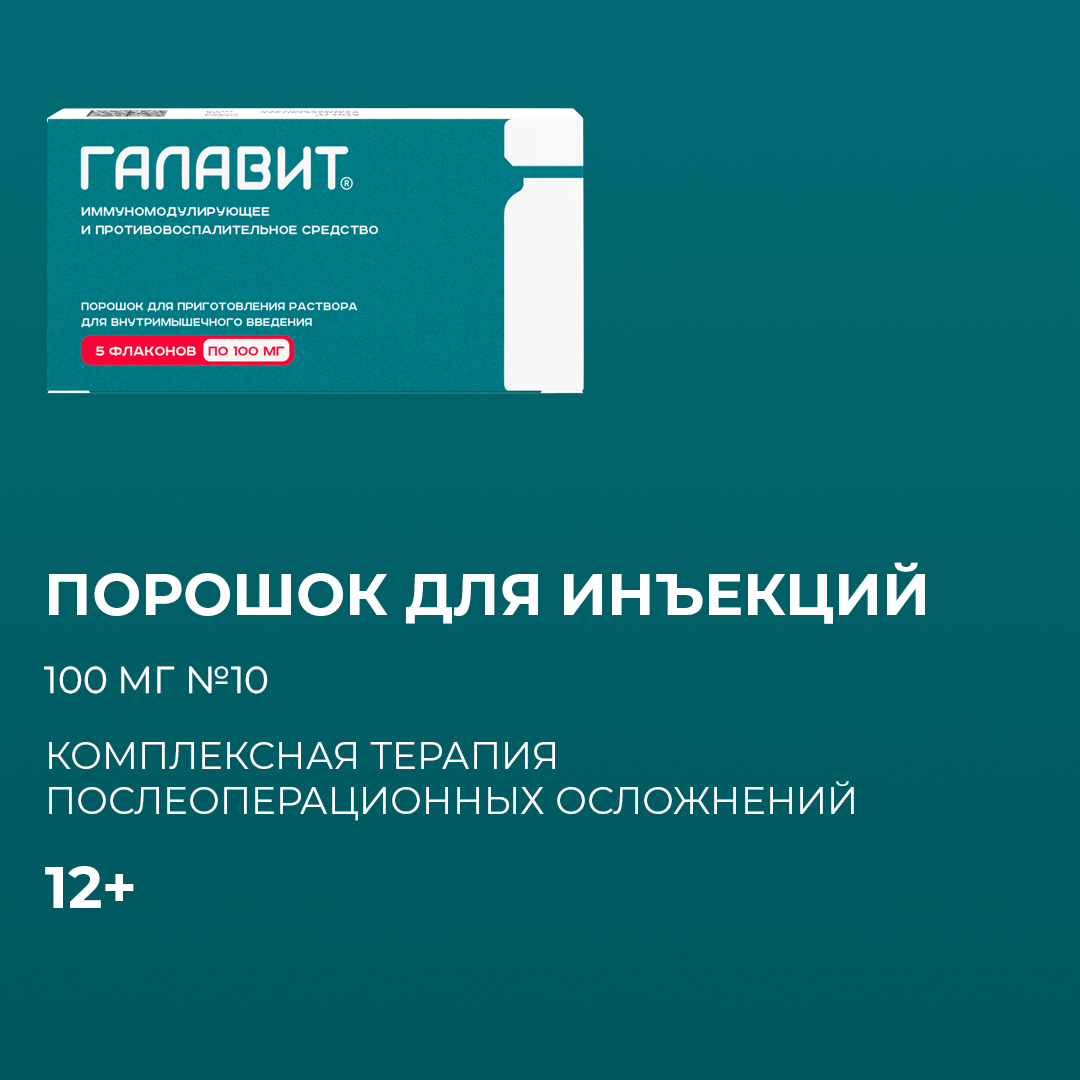 ГАЛАВИТ®
ИММУНОМОДУЛИРУЮЩЕЕ
И ПРОТИВОВОСПАЛИТЕЛЬНОЕ СРЕДСТВО
ПОРОШОК ДЛЯ ПРИГОТОВЛЕНИЯ РАСТВОРА
ДЛЯ ВНУТРИМЫШЕЧНОГО ВВЕДЕНИЯ
5 ФЛАКОНОВ ПО 100 МГ
ПОРОШОК ДЛЯ ИНЪЕКЦИЙ
100 МГ №10
КОМПЛЕКСНАЯ ТЕРАПИЯ
ПОСЛЕОПЕРАЦИОННЫХ ОСЛОЖНЕНИЙ
12+